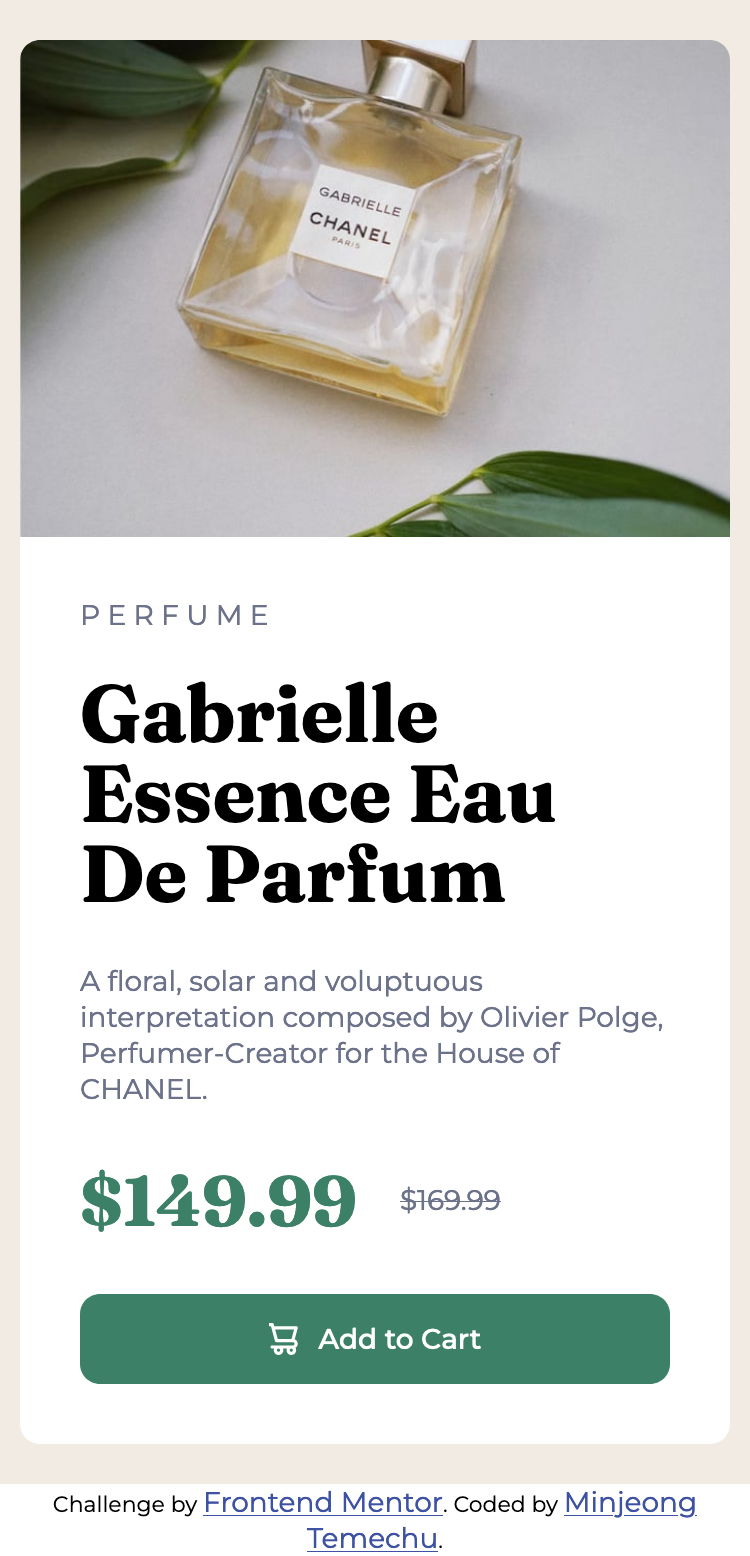 GABRIELLE
CHANEL
PARIS
PERFUME
Gabrielle
Essence Eau
De Parfum
A floral, solar and voluptuous
interpretation composed by Olivier Polge,
Perfumer-Creator for the House of
CHANEL.
$149.99 $169.99
Add to Cart
Challenge by Frontend Mentor. Coded by Minjeong
Temechu.